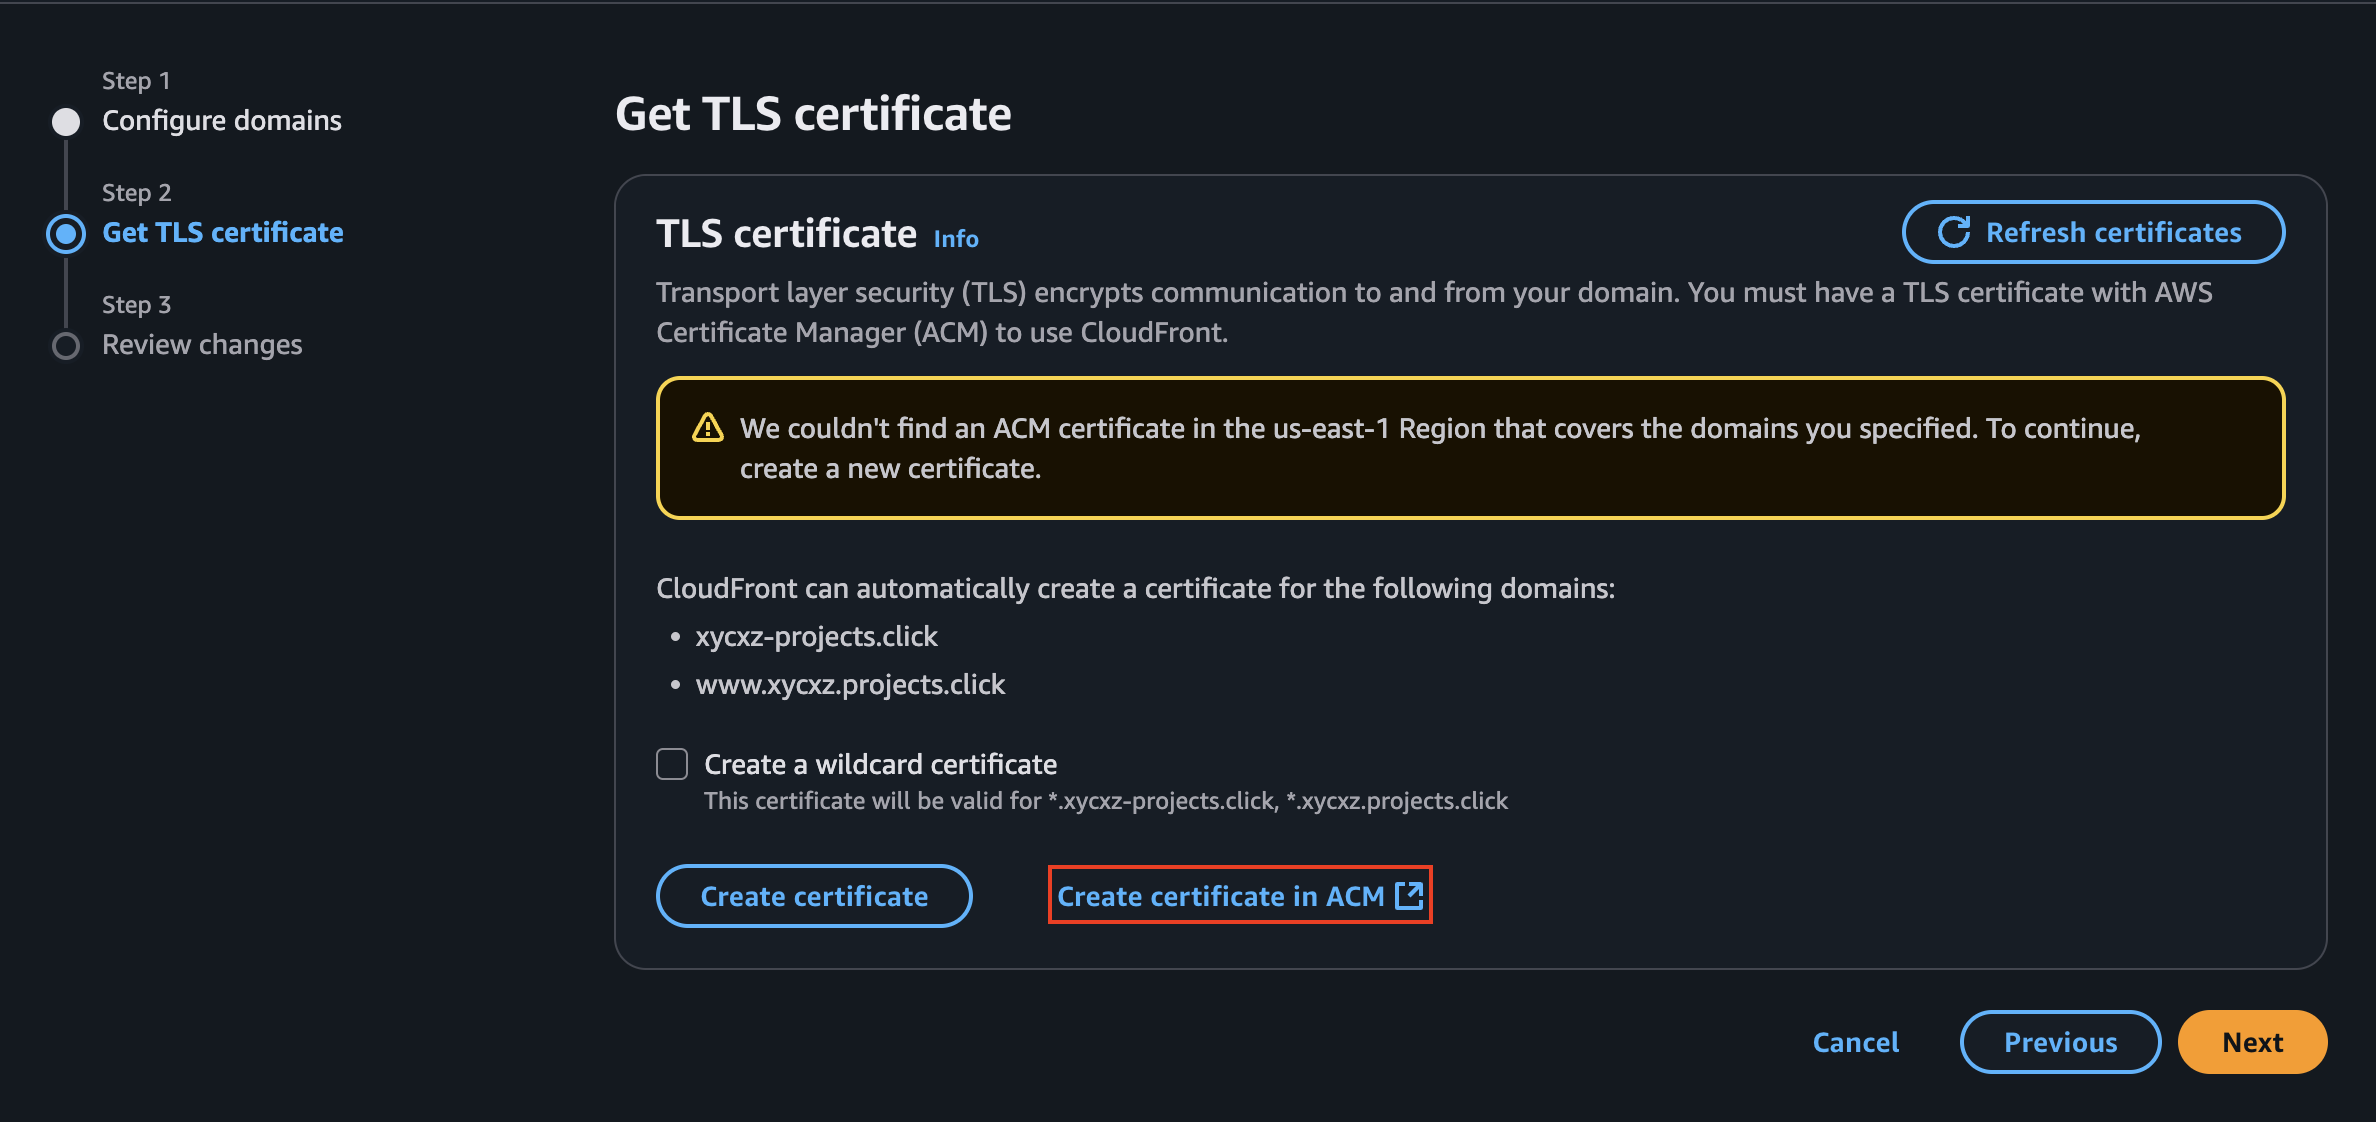 Step 1
Configure domains
Step 2
Get TLS certificate
Step 3
Review changes
Get TLS certificate
TLS certificate Info
Refresh certificates
Transport layer security (TLS) encrypts communication to and from your domain. You must have a TLS certificate with AWS
Certificate Manager (ACM) to use CloudFront.
We couldn't find an ACM certificate in the us-east-1 Region that covers the domains you specified. To continue,
create a new certificate.
CloudFront can automatically create a certificate for the following domains:
• xycxz-projects.click
• www.xycxz.projects.click
Create a wildcard certificate
This certificate will be valid for *.xycxz-projects.click, *.xycxz.projects.click
Create certificate
Create certificate in ACM
Cancel
Previous
Next